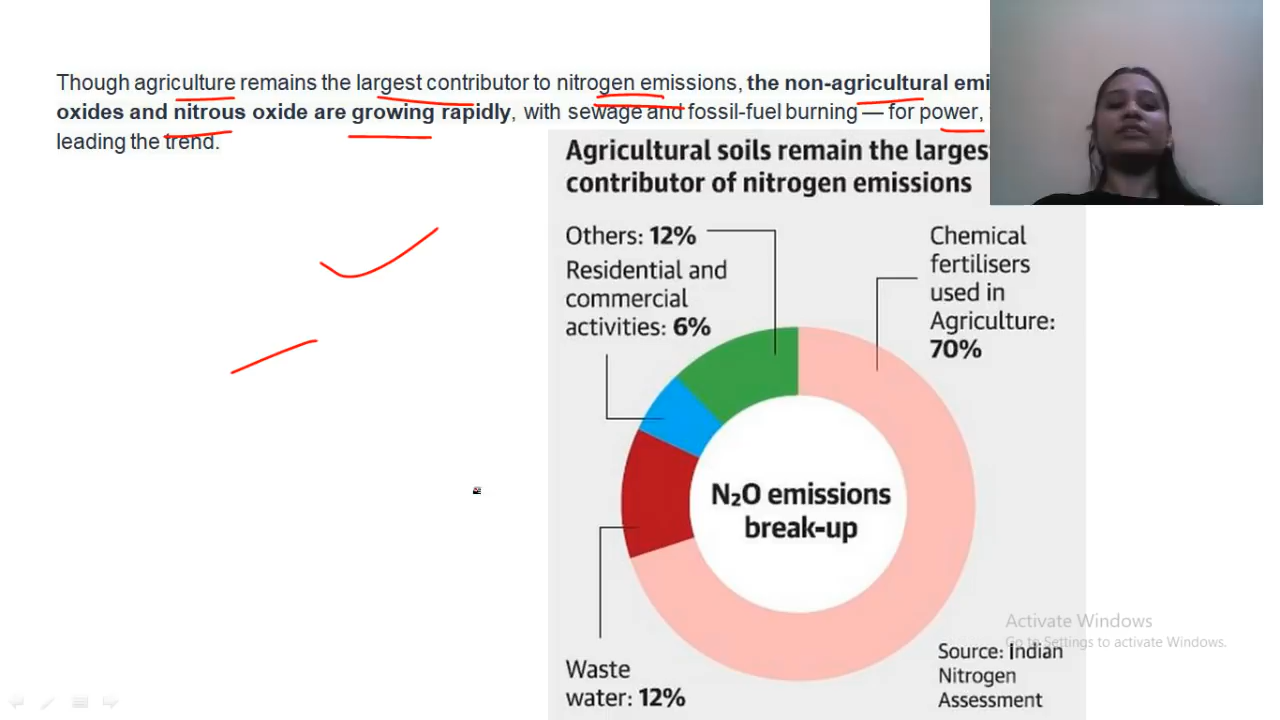 Though agriculture remains the largest contributor to nitrogen emissions, the non-agricultural
oxides and nitrous oxide are growing rapidly, with sewage and fossil-fuel burning — for power,
leading the trend.
Agricultural soils remain the
contributor of nitrogen emissions
Others: 12%
Residential and
commercial
activities: 6%
Chemical
fertilisers
used in
Agriculture:
70%
N₂O emissions
break-up
Waste
water: 12%
Source: Indian
Nitrogen
Assessment
Activate Windows
Go to Settings to activate Windows.